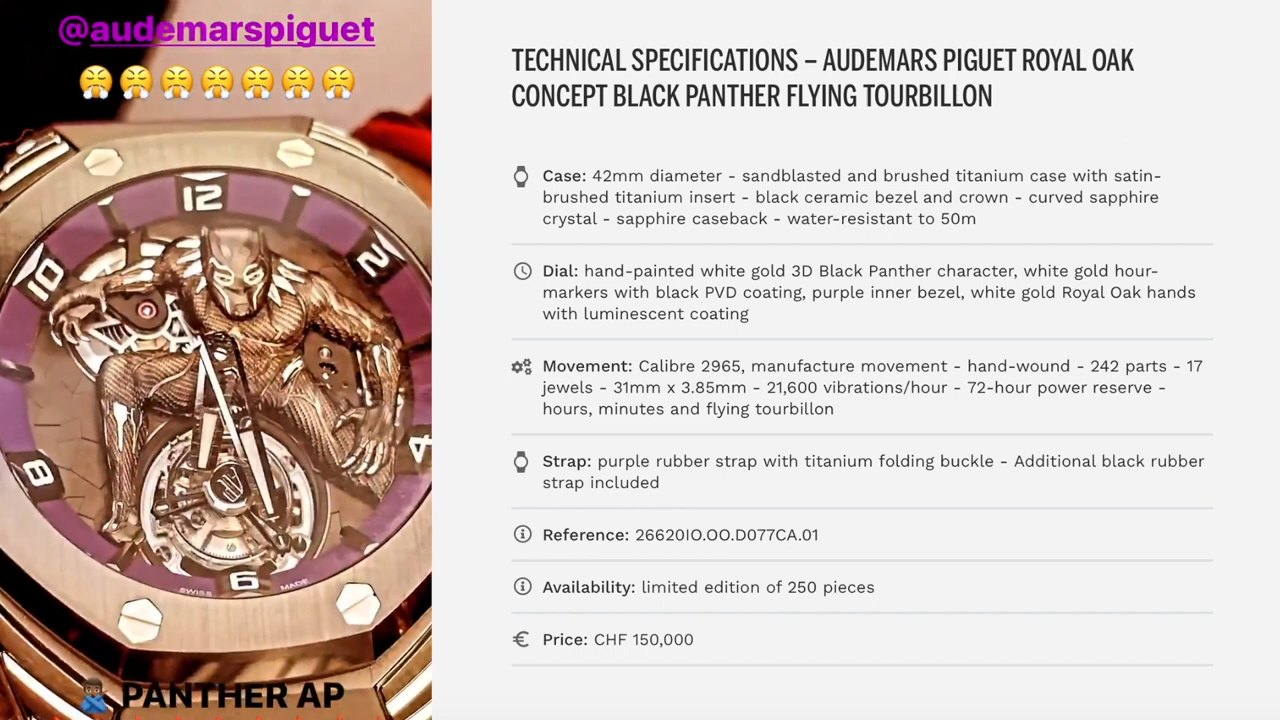 @audemarspiguet
😤😤😤😤😤😤😤
12
2
10
4
8
6
SWISS MADE
🙅🏾‍♂️ PANTHER AP
TECHNICAL SPECIFICATIONS – AUDEMARS PIGUET ROYAL OAK
CONCEPT BLACK PANTHER FLYING TOURBILLON
Case: 42mm diameter - sandblasted and brushed titanium case with satin-
brushed titanium insert - black ceramic bezel and crown - curved sapphire
crystal - sapphire caseback - water-resistant to 50m
Dial: hand-painted white gold 3D Black Panther character, white gold hour-
markers with black PVD coating, purple inner bezel, white gold Royal Oak hands
with luminescent coating
Movement: Calibre 2965, manufacture movement - hand-wound - 242 parts - 17
jewels - 31mm x 3.85mm - 21,600 vibrations/hour - 72-hour power reserve -
hours, minutes and flying tourbillon
Strap: purple rubber strap with titanium folding buckle - Additional black rubber
strap included
Reference: 26620IO.OO.D077CA.01
Availability: limited edition of 250 pieces
Price: CHF 150,000